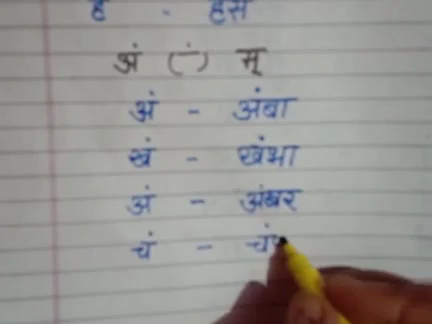 ह - हंस
अं (ं) म्
अं - अंबा
खं - खंभा
अं - अंबर
चं -